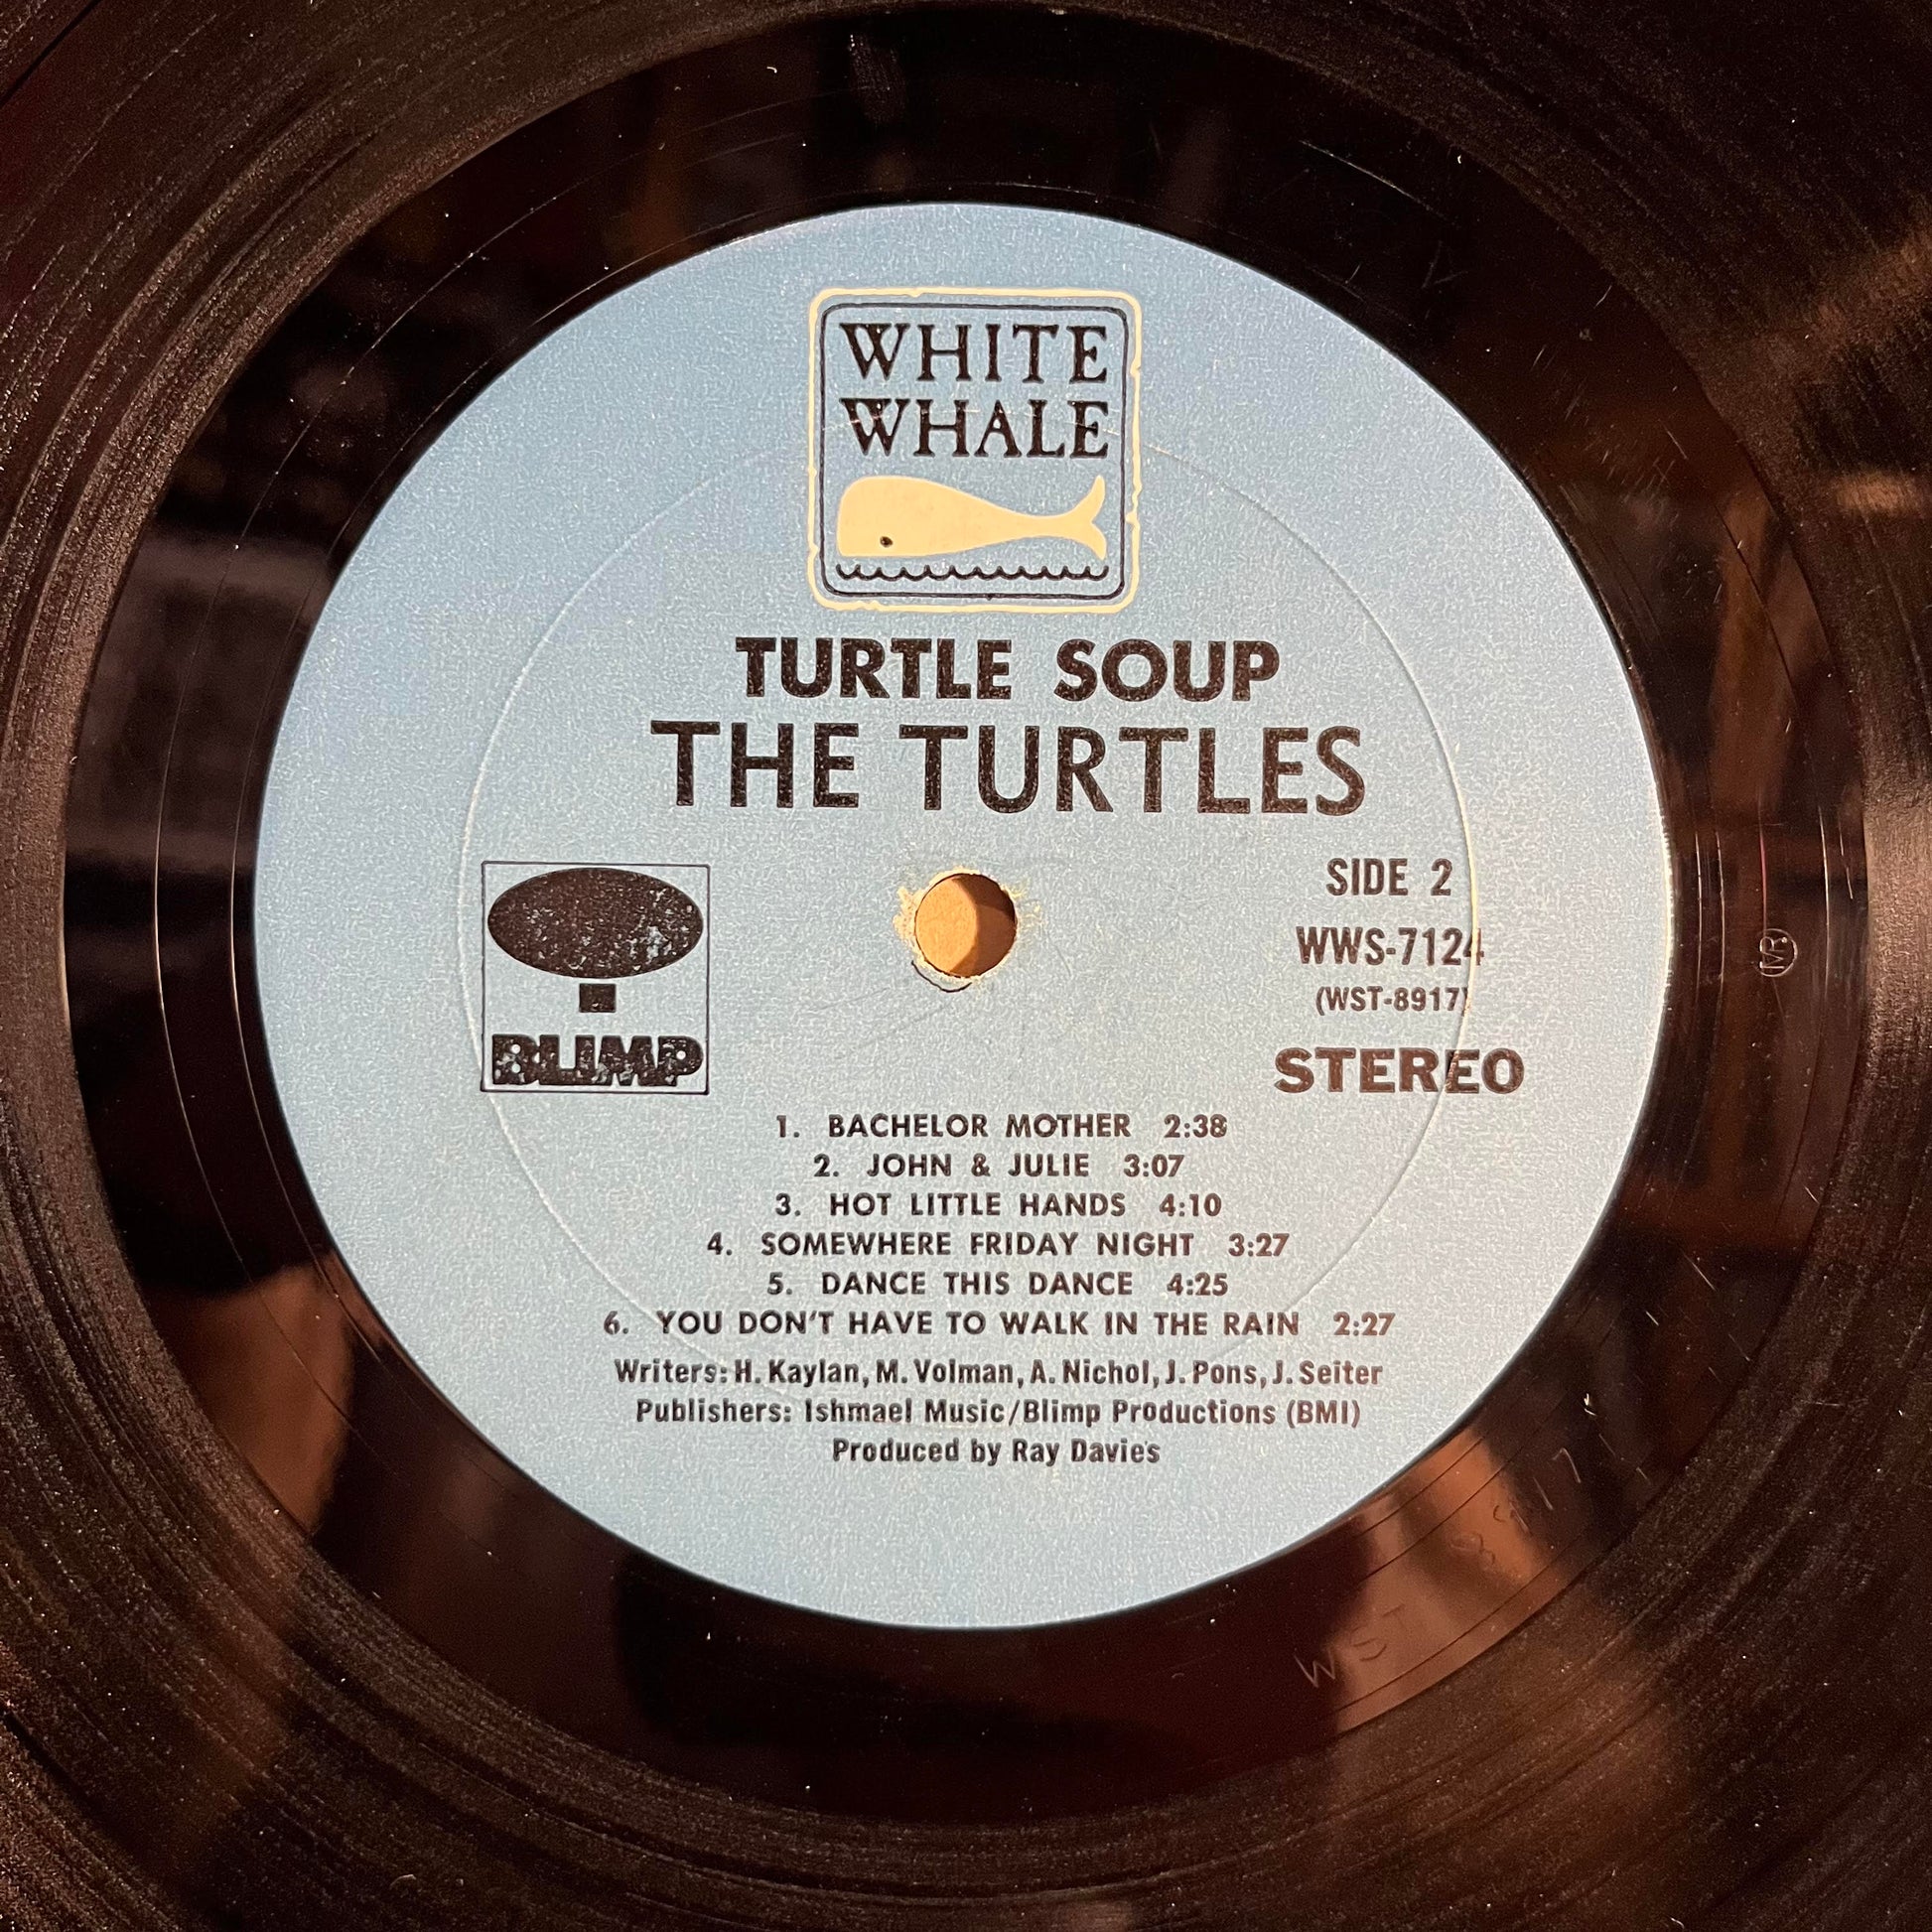 WHITE
WHALE
TURTLE SOUP
THE TURTLES
BLIMP
SIDE 2
WWS-7124
(WST-8917)
STEREO
1. BACHELOR MOTHER 2:38
2. JOHN & JULIE 3:07
3. HOT LITTLE HANDS 4:10
4. SOMEWHERE FRIDAY NIGHT 3:27
5. DANCE THIS DANCE 4:25
6. YOU DON'T HAVE TO WALK IN THE RAIN 2:27
Writers: H. Kaylan, M. Volman, A. Nichol, J. Pons, J. Seiter
Publishers: Ishmael Music/Blimp Productions (BMI)
Produced by Ray Davies
MR
WST 8917